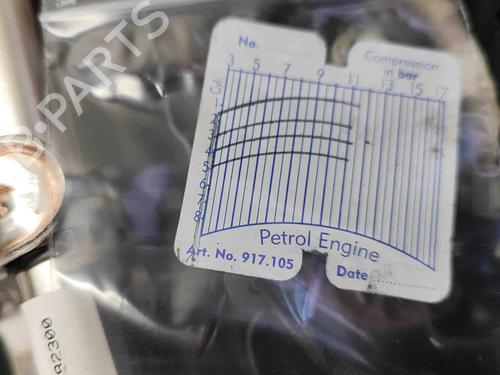 No.
Compression
in bar
3 5 7 9 11 13 15 17
Cyl.
1
2
3
4
5
6
7
8
Petrol Engine
Art. No. 917.105
Date
B-PARTS